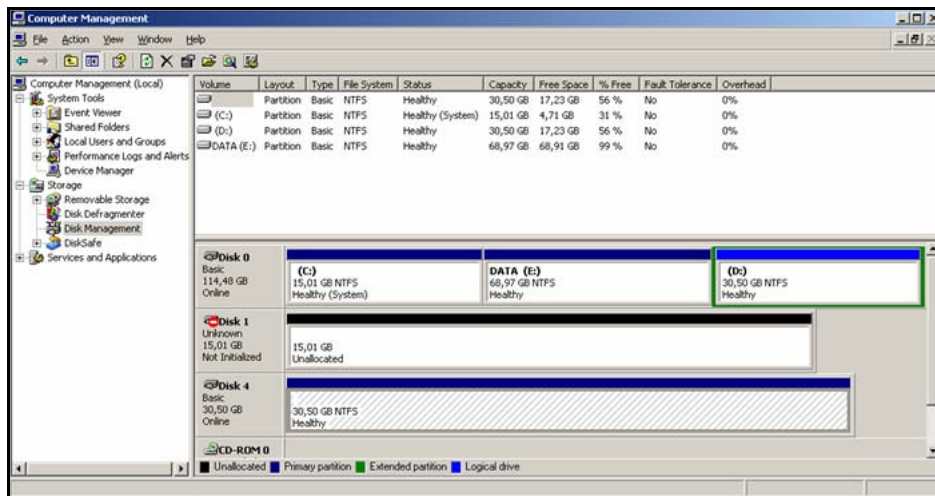 Computer Management
File Action View Window Help
Computer Management (Local)
System Tools
Event Viewer
Shared Folders
Local Users and Groups
Performance Logs and Alerts
Device Manager
Storage
Removable Storage
Disk Defragmenter
Disk Management
DiskSafe
Services and Applications
Volume Layout Type File System Status Capacity Free Space % Free Fault Tolerance Overhead
Partition Basic NTFS Healthy 30,50 GB 17,23 GB 56 % No 0%
(C:) Partition Basic NTFS Healthy (System) 15,01 GB 4,71 GB 31 % No 0%
(D:) Partition Basic NTFS Healthy 30,50 GB 17,23 GB 56 % No 0%
DATA (E:) Partition Basic NTFS Healthy 68,97 GB 68,91 GB 99 % No 0%
Disk 0
Basic
114,48 GB
Online
(C:)
15,01 GB NTFS
Healthy (System)
DATA (E:)
68,97 GB NTFS
Healthy
(D:)
30,50 GB NTFS
Healthy
Disk 1
Unknown
15,01 GB
Not Initialized
15,01 GB
Unallocated
Disk 4
Basic
30,50 GB
Online
30,50 GB NTFS
Healthy
CD-ROM 0
Unallocated Primary partition Extended partition Logical drive